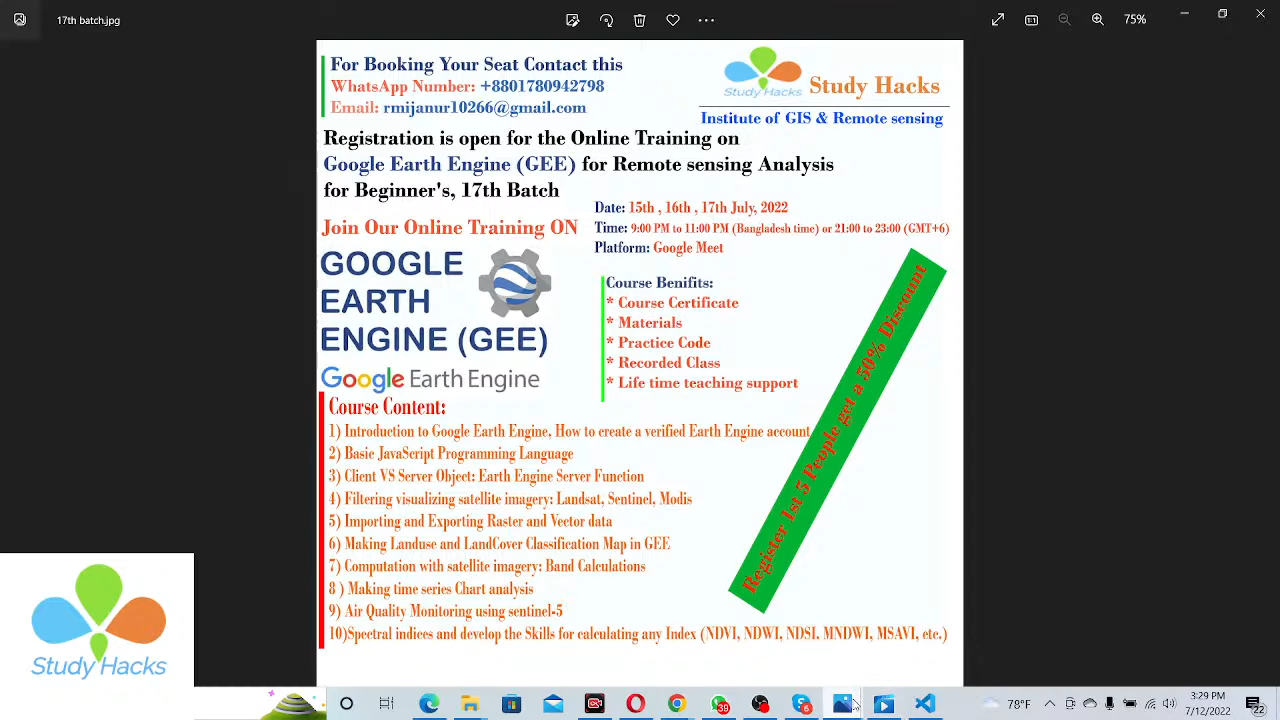 17th batch.jpg
75%
For Booking Your Seat Contact this
WhatsApp Number: +8801780942798
Email: rmijanur10266@gmail.com
Study Hacks
Study Hacks
Institute of GIS & Remote sensing
Registration is open for the Online Training on
Google Earth Engine (GEE) for Remote sensing Analysis
for Beginner's, 17th Batch
Date: 15th , 16th , 17th July, 2022
Time: 9:00 PM to 11:00 PM (Bangladesh time) or 21:00 to 23:00 (GMT+6)
Platform: Google Meet
Join Our Online Training ON
GOOGLE
EARTH
ENGINE (GEE)
Google Earth Engine
Course Benifits:
* Course Certificate
* Materials
* Practice Code
* Recorded Class
* Life time teaching support
Register 1st 5 People get a 50% Discount
Course Content:
1) Introduction to Google Earth Engine, How to create a verified Earth Engine account
2) Basic JavaScript Programming Language
3) Client VS Server Object: Earth Engine Server Function
4) Filtering visualizing satellite imagery: Landsat, Sentinel, Modis
5) Importing and Exporting Raster and Vector data
6) Making Landuse and LandCover Classification Map in GEE
7) Computation with satellite imagery: Band Calculations
8 ) Making time series Chart analysis
9) Air Quality Monitoring using sentinel-5
10)Spectral indices and develop the Skills for calculating any Index (NDVI, NDWI, NDSI, MNDWI, MSAVI, etc.)
Study Hacks
39
6
3:29 PM
7/12/2022